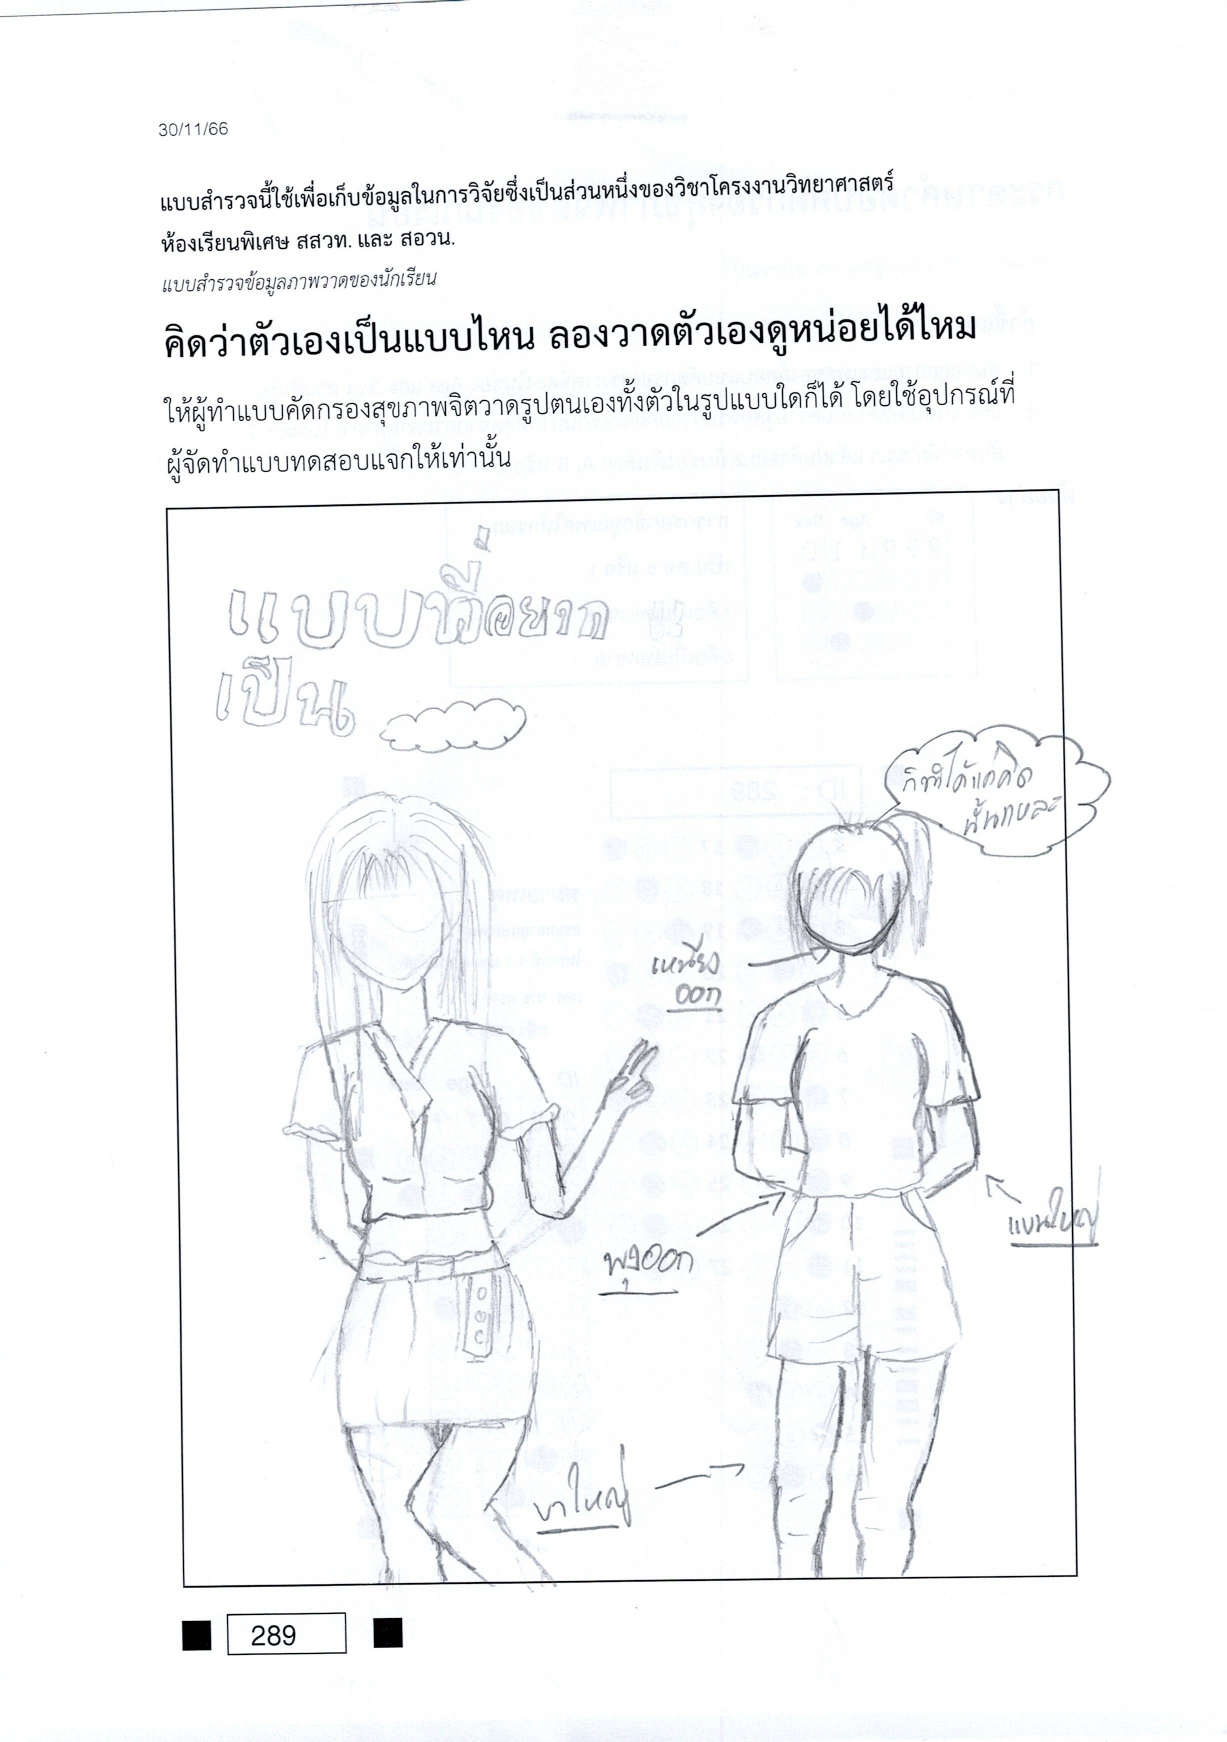 30/11/66
แบบสำรวจนี้ใช้เพื่อเก็บข้อมูลในการวิจัยซึ่งเป็นส่วนหนึ่งของวิชาโครงงานวิทยาศาสตร์
ห้องเรียนพิเศษ สสวท. และ สอวน.
แบบสำรวจข้อมูลภาพวาดของนักเรียน
คิดว่าตัวเองเป็นแบบไหน ลองวาดตัวเองดูหน่อยได้ไหม
ให้ผู้ทำแบบคัดกรองสุขภาพจิตวาดรูปตนเองทั้งตัวในรูปแบบใดก็ได้ โดยใช้อุปกรณ์ที่
ผู้จัดทำแบบทดสอบแจกให้เท่านั้น
แบบที่อยาก
เป็น
ก็ทำได้แค่คิด
นั้นแหละ
เหนียง
ออก
แขนใหญ่
พุงออก
ขาใหญ่
289